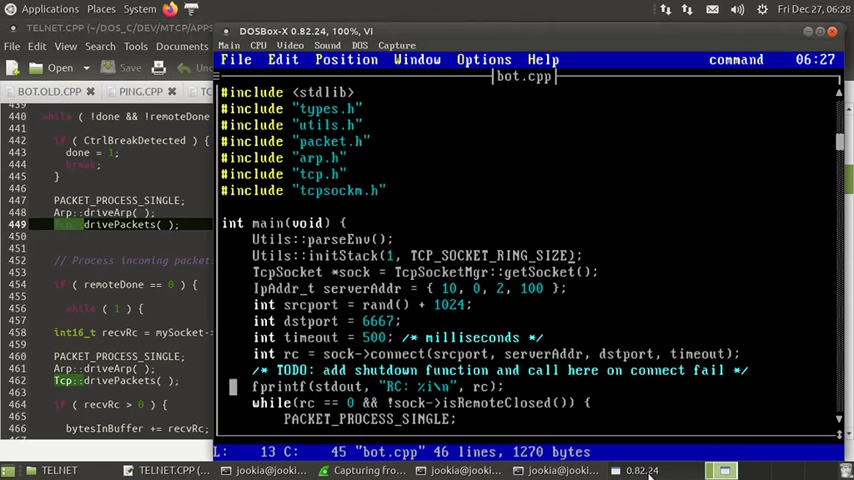 Applications Places System
Fri Dec 27, 06:28
TELNET.CPP (~/DOS_C/DEV/MTCP/APPS
File Edit View Search Tools Documents
Open Save Un
BOT.OLD.CPP PING.CPP TC
439
440 while ( !done && !remoteDone
441
442 if ( CtrlBreakDetected ) {
443 done = 1;
444 break;
445 }
446
447 PACKET_PROCESS_SINGLE;
448 Arp::driveArp( );
449 Tcp::drivePackets( );
450
451
452 // Process incoming packet
453
454 if ( remoteDone == 0 ) {
455
456 while ( 1 ) {
457
458 int16_t recvRc = mySocket->
459
460 PACKET_PROCESS_SINGLE;
461 Arp::driveArp( );
462 Tcp::drivePackets( );
463
464 if ( recvRc > 0 ) {
465
466 bytesInBuffer += recvRc;
DOSBox-X 0.82.24, 100%, VI
Main CPU Video Sound DOS Capture
File Edit Position Window Options Help command 06:27
bot.cpp
#include <stdlib>
#include "types.h"
#include "utils.h"
#include "packet.h"
#include "arp.h"
#include "tcp.h"
#include "tcpsockm.h"
int main(void) {
Utils::parseEnv();
Utils::initStack(1, TCP_SOCKET_RING_SIZE);
TcpSocket *sock = TcpSocketMgr::getSocket();
IpAddr_t serverAddr = { 10, 0, 2, 100 };
int srcport = rand() + 1024;
int dstport = 6667;
int timeout = 500; /* milliseconds */
int rc = sock->connect(srcport, serverAddr, dstport, timeout);
/* TODO: add shutdown function and call here on connect fail */
fprintf(stdout, "RC: %i\n", rc);
while(rc == 0 && !sock->isRemoteClosed()) {
PACKET_PROCESS_SINGLE;
L: 13 C: 45 "bot.cpp" 46 lines, 1270 bytes
TELNET TELNET.CPP (~/... jookia@jooki... Capturing fro... jookia@jooki... jookia@jooki... 0.82.24